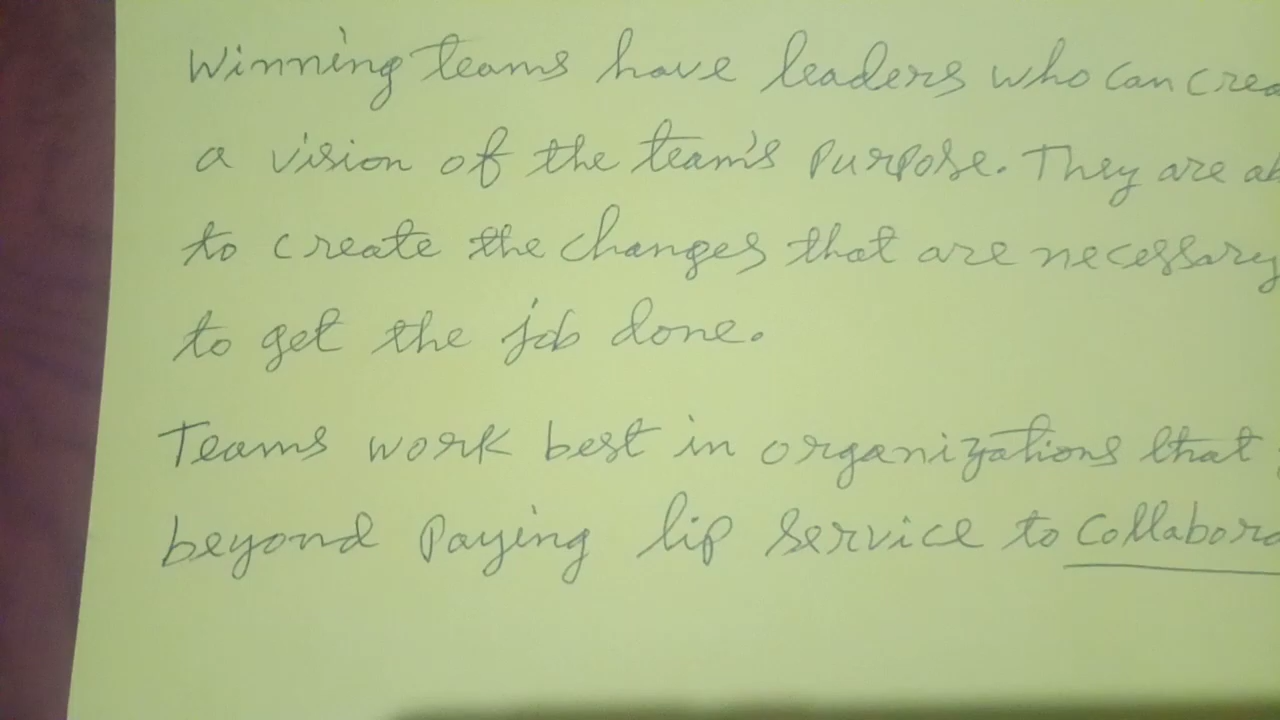 Winning teams have leaders who can crea
a vision of the team's purpose. They are ab
to create the changes that are necessary
to get the job done.
Teams work best in organizations that
beyond paying lip service to collabora